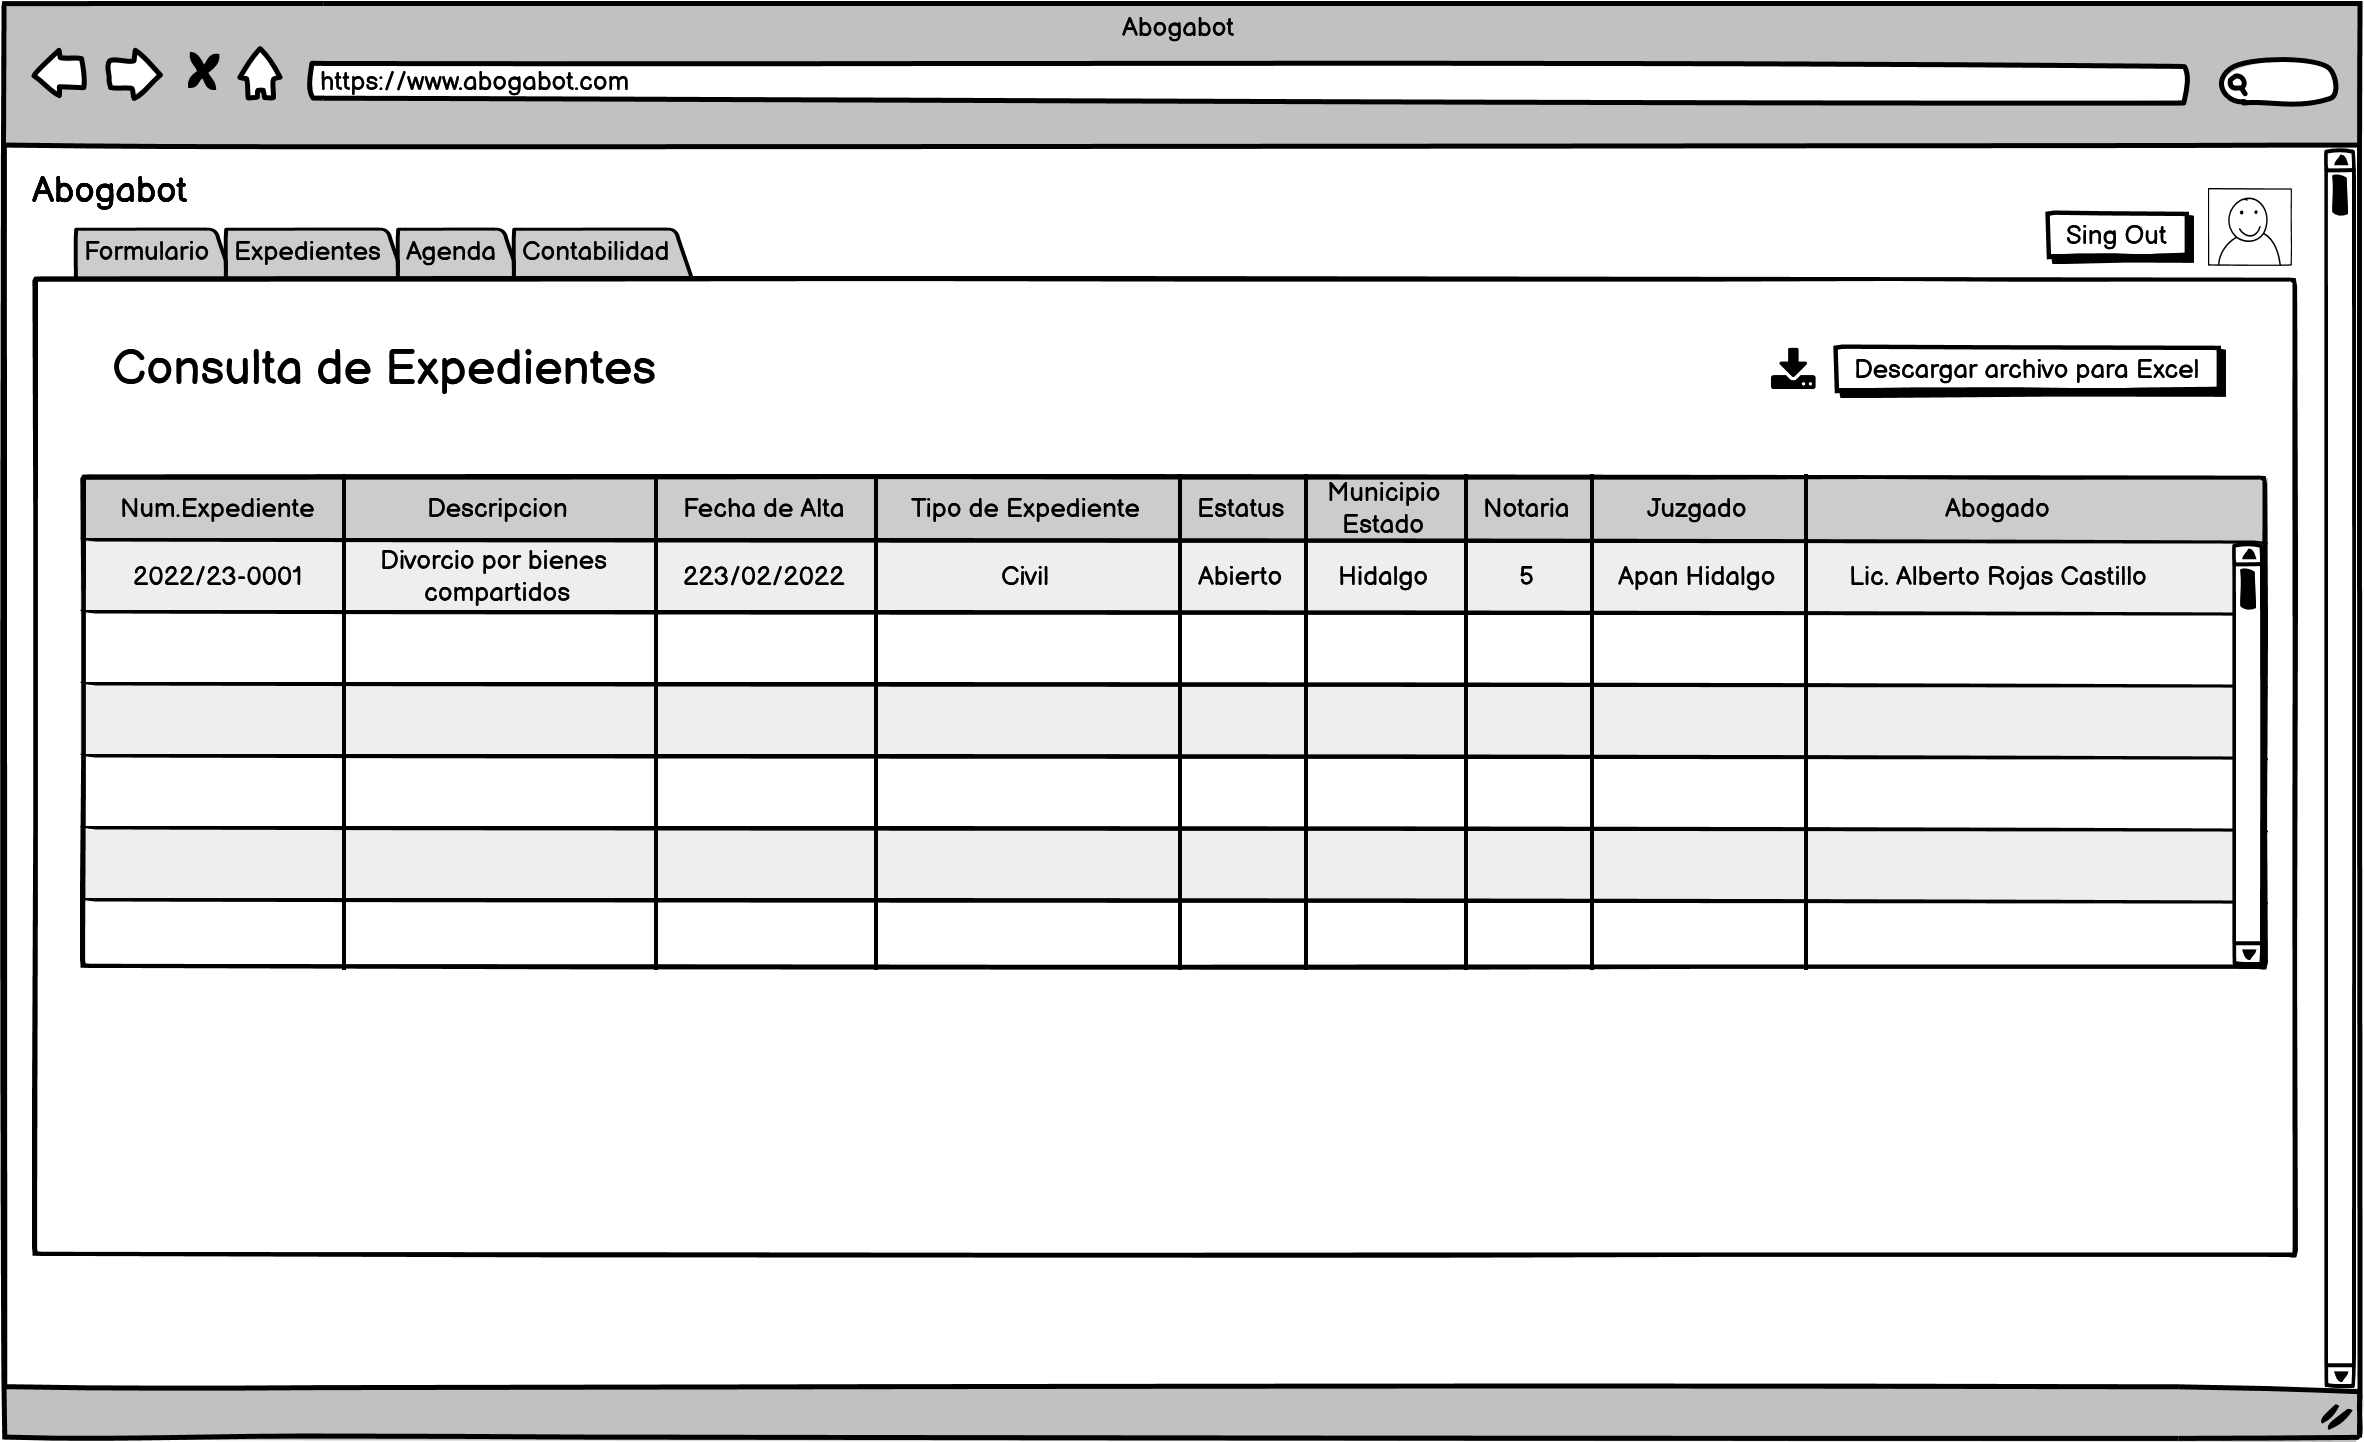 Abogabot
https://www.abogabot.com
Abogabot
Sing Out
Formulario Expedientes Agenda Contabilidad
Consulta de Expedientes
Descargar archivo para Excel
Num.Expediente Descripcion Fecha de Alta Tipo de Expediente Estatus Municipio Estado Notaria Juzgado Abogado
2022/23-0001 Divorcio por bienes compartidos 223/02/2022 Civil Abierto Hidalgo 5 Apan Hidalgo Lic. Alberto Rojas Castillo